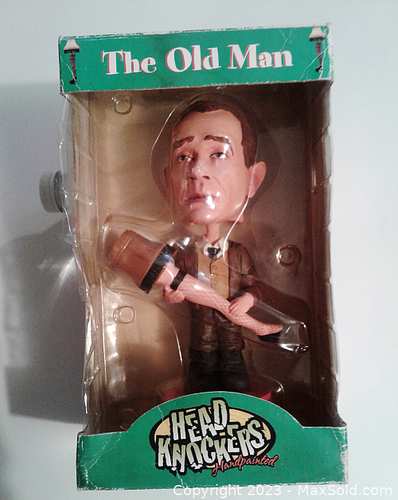 The Old Man
HEAD
KNOCKERS
Handpainted
Copyright 2023 - MaxSold.com